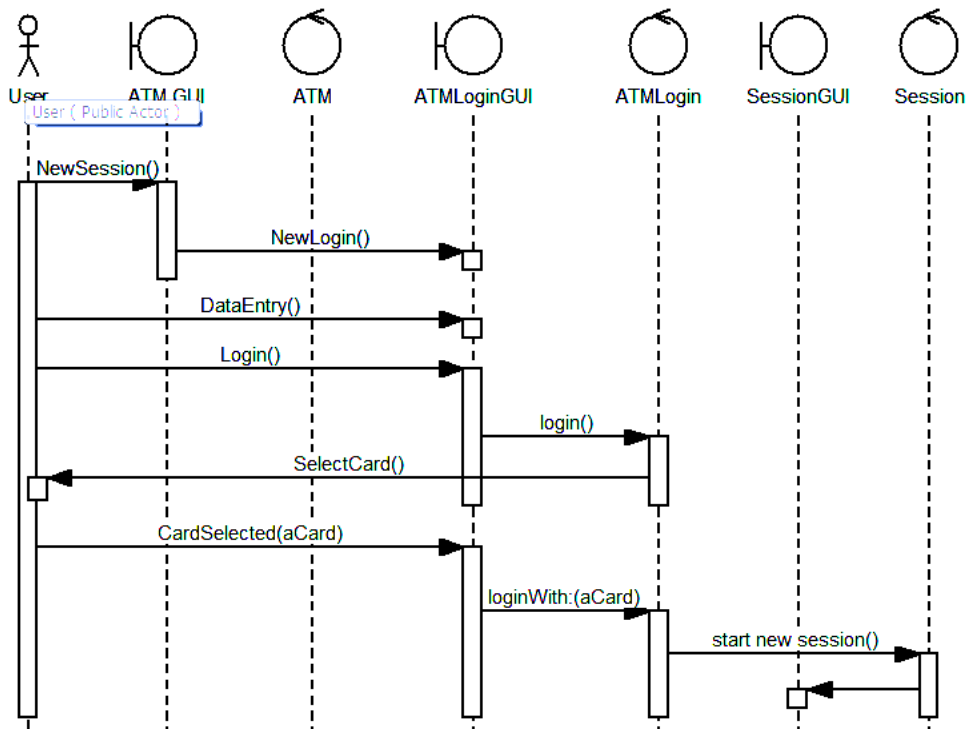 User
ATM GUI
ATM
ATMLoginGUI
ATMLogin
SessionGUI
Session
User ( Public Actor )
NewSession()
NewLogin()
DataEntry()
Login()
login()
SelectCard()
CardSelected(aCard)
loginWith:(aCard)
start new session()